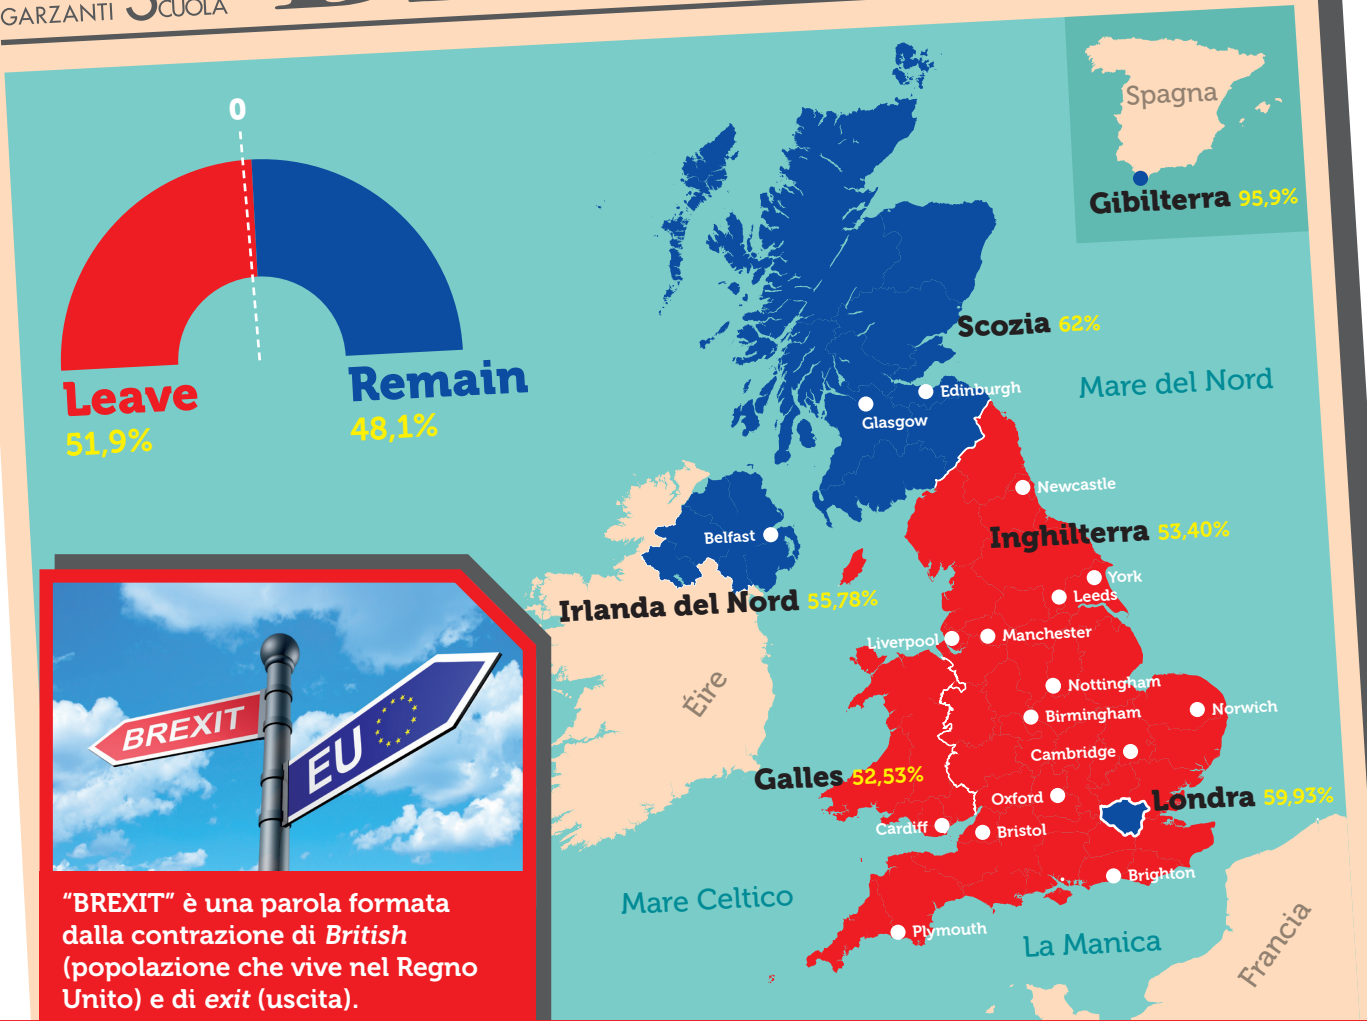 GARZANTI SCUOLA
0
Leave
51,9%
Remain
48,1%
Spagna
Gibilterra 95,9%
Scozia 62%
Mare del Nord
Edinburgh
Glasgow
Newcastle
Inghilterra 53,40%
Belfast
Irlanda del Nord 55,78%
York
Leeds
Liverpool
Manchester
Éire
Nottingham
Birmingham
Norwich
Cambridge
Galles 52,53%
Oxford
Londra 59,93%
Cardiff
Bristol
Brighton
Mare Celtico
Plymouth
La Manica
Francia
BREXIT
EU
“BREXIT” è una parola formata
dalla contrazione di British
(popolazione che vive nel Regno
Unito) e di exit (uscita).